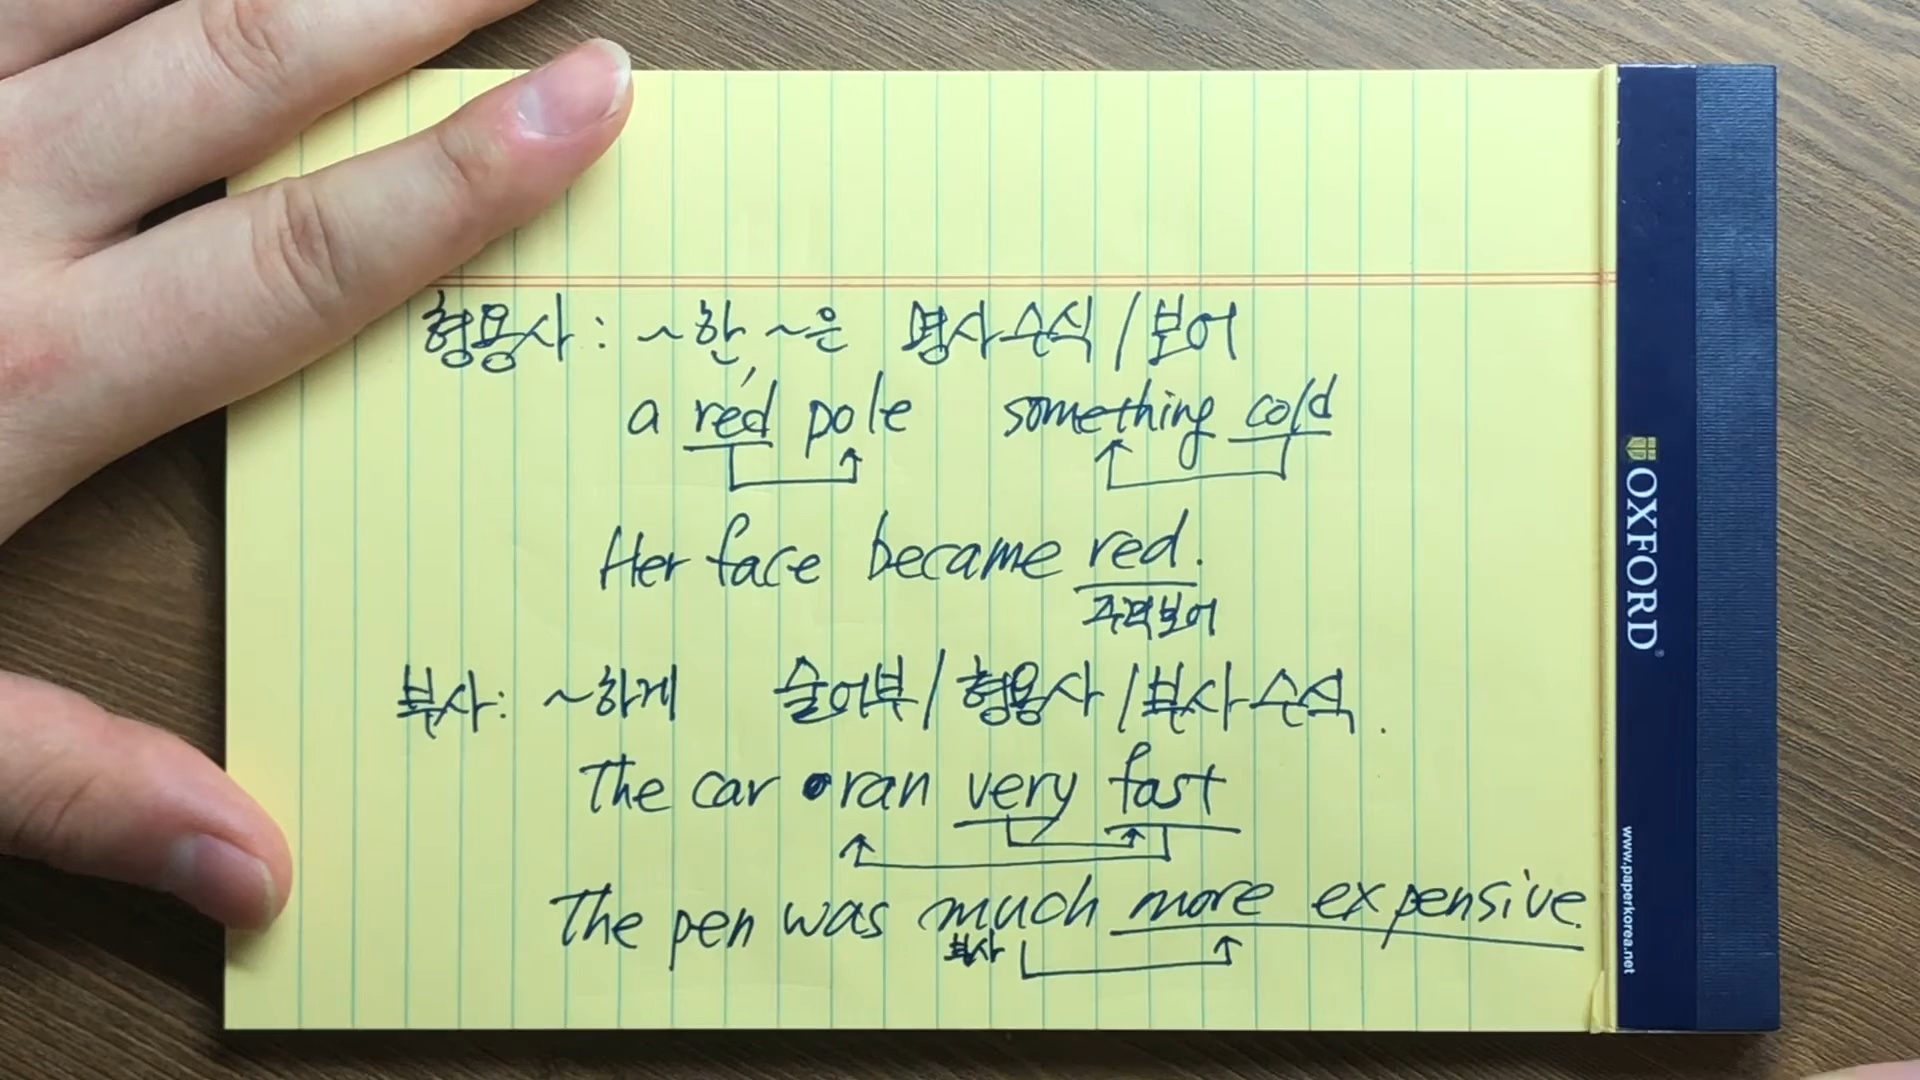 형용사 : ~한, ~은 명사수식 / 보어
a red pole something cold
Her face became red.
주격보어
부사 : ~하게 술어부 / 형용사 / 부사 수식.
The car ran very fast
The pen was much more expensive.
부사
OXFORD®
www.paperkorea.net